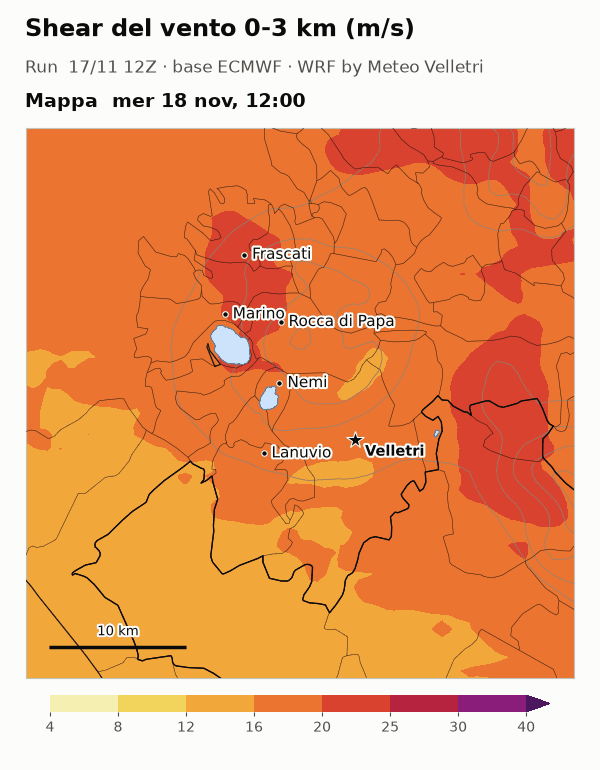 Shear del vento 0-3 km (m/s)
Run  17/11 12Z · base ECMWF · WRF by Meteo Velletri
Mappa  mer 18 nov, 12:00
Frascati
Marino
Rocca di Papa
Nemi
Velletri
Lanuvio
10 km
4 8 12 16 20 25 30 40